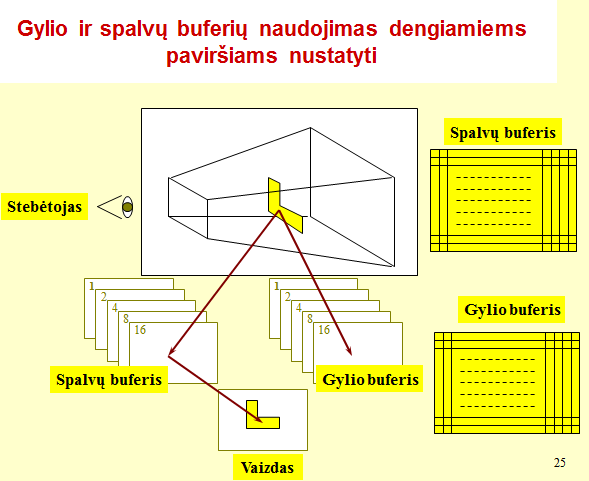 Gylio ir spalvų buferių naudojimas dengiamiems
paviršiams nustatyti
Spalvų buferis
Stebėtojas
1
2
4
8
16
1
2
4
8
16
Gylio buferis
Spalvų buferis
Gylio buferis
Vaizdas
25